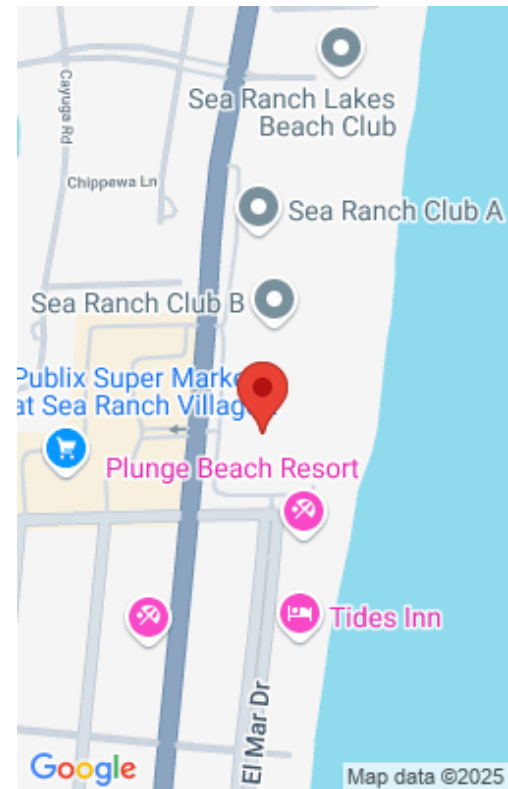 Cayuga Rd
Sea Ranch Lakes
Beach Club
Chippewa Ln
Sea Ranch Club A
Sea Ranch Club B
Publix Super Marke
at Sea Ranch Villag
Plunge Beach Resort
Tides Inn
El Mar Dr
Google
Map data ©2025